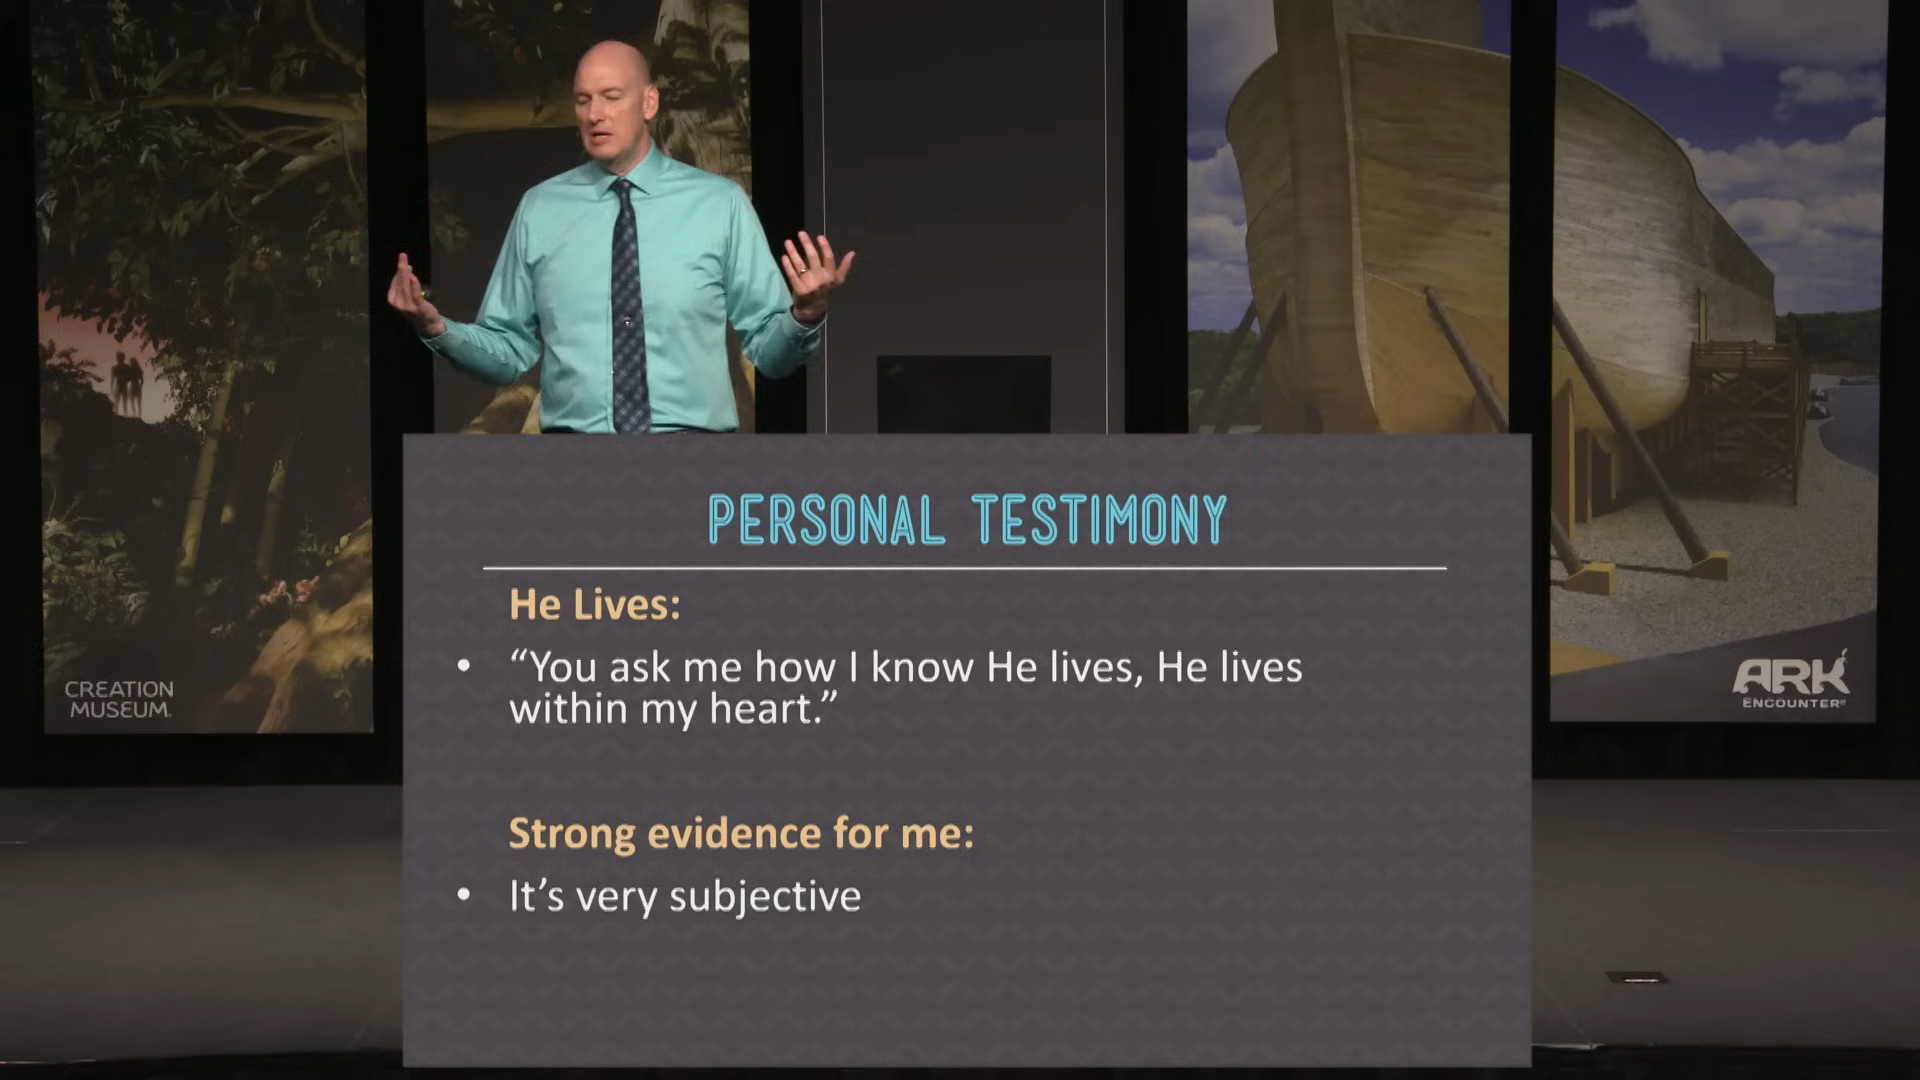 PERSONAL TESTIMONY
He Lives:
• “You ask me how I know He lives, He lives
within my heart.”
Strong evidence for me:
• It’s very subjective
CREATION
MUSEUM
ARK
ENCOUNTER